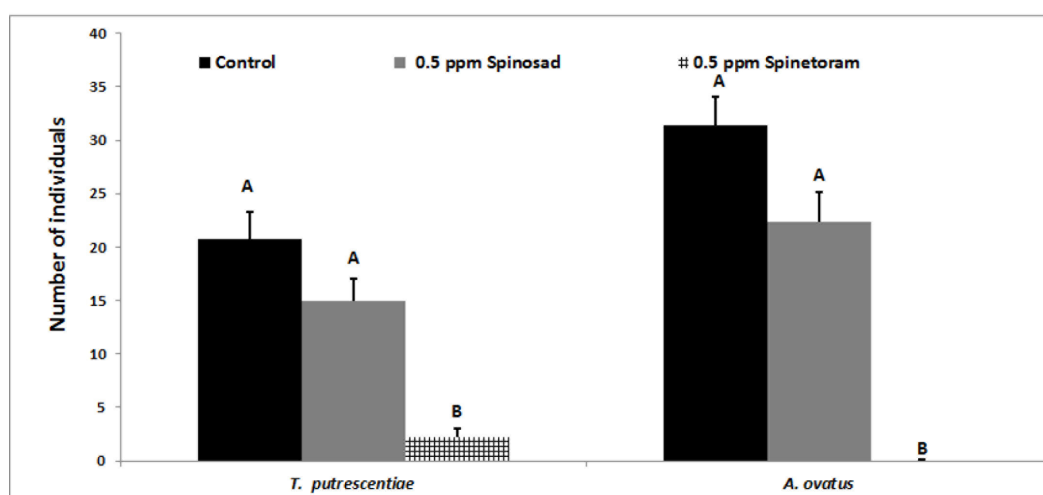 40
Control 0.5 ppm Spinosad 0.5 ppm Spinetoram
A
35
A
30
A
25
A
20
15
10
B
5
B
0
Number of individuals
T. putrescentiae A. ovatus